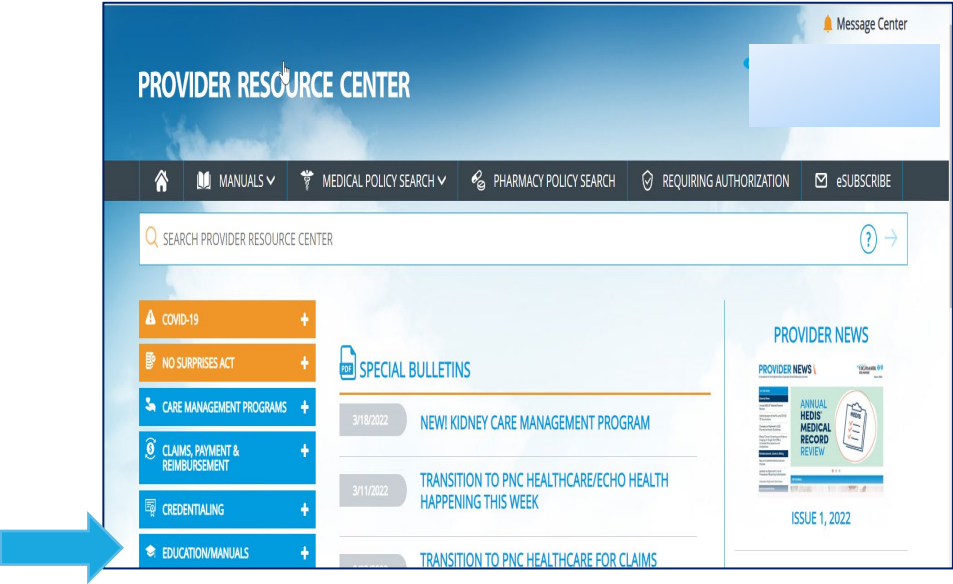 Message Center
PROVIDER RESOURCE CENTER
MANUALS
MEDICAL POLICY SEARCH
PHARMACY POLICY SEARCH
REQUIRING AUTHORIZATION
eSUBSCRIBE
SEARCH PROVIDER RESOURCE CENTER
?
COVID-19 +
NO SURPRISES ACT +
CARE MANAGEMENT PROGRAMS +
CLAIMS, PAYMENT & +
REIMBURSEMENT
CREDENTIALING +
EDUCATION/MANUALS +
PDF SPECIAL BULLETINS
3/18/2022 NEW! KIDNEY CARE MANAGEMENT PROGRAM
3/11/2022 TRANSITION TO PNC HEALTHCARE/ECHO HEALTH
HAPPENING THIS WEEK
TRANSITION TO PNC HEALTHCARE FOR CLAIMS
PROVIDER NEWS
PROVIDER NEWS
ANNUAL
HEDIS®
MEDICAL
RECORD
REVIEW
ISSUE 1, 2022